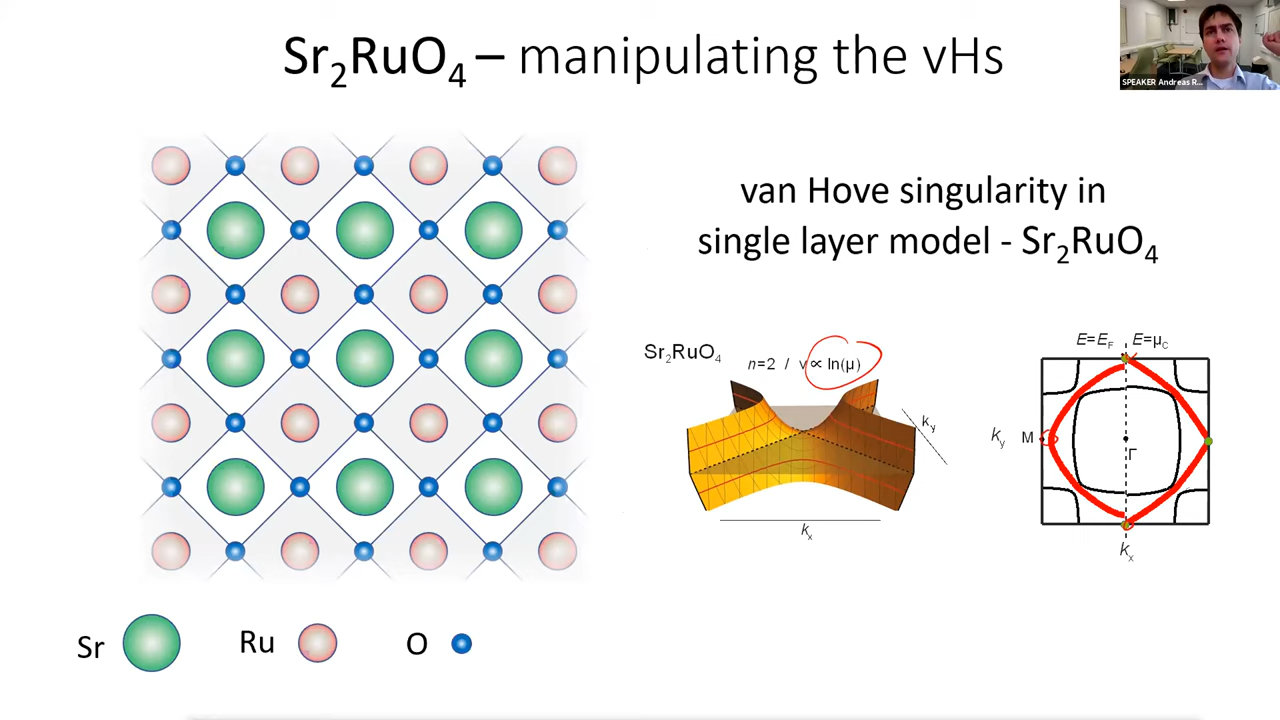 Sr₂RuO₄ – manipulating the vHs
SPEAKER Andreas R...
van Hove singularity in
single layer model - Sr₂RuO₄
Sr₂RuO₄
n=2 / ν ∝ ln(μ)
k_y
k_x
E=E_F E=μ_C
k_y M
Γ
k_x
Sr Ru O